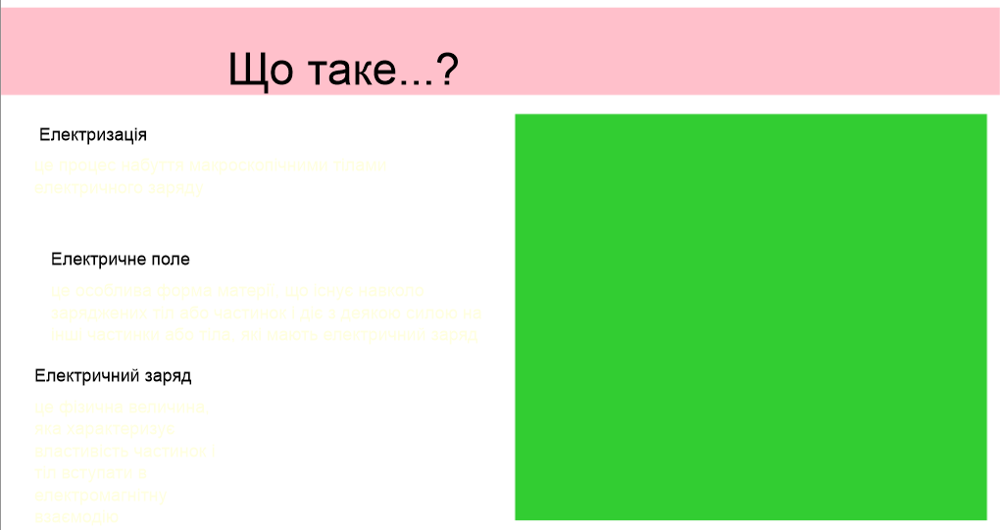 Що таке...?
Електризація
це процес набуття макроскопічними тілами
електричного заряду
Електричне поле
це особлива форма матерії, що існує навколо
заряджених тіл або частинок і діє з деякою силою на
інші частинки або тіла, які мають електричний заряд
Електричний заряд
це фізична величина
яка характеризує
властивість частинок і
тіл вступати в
електромагнітну
взаємодію